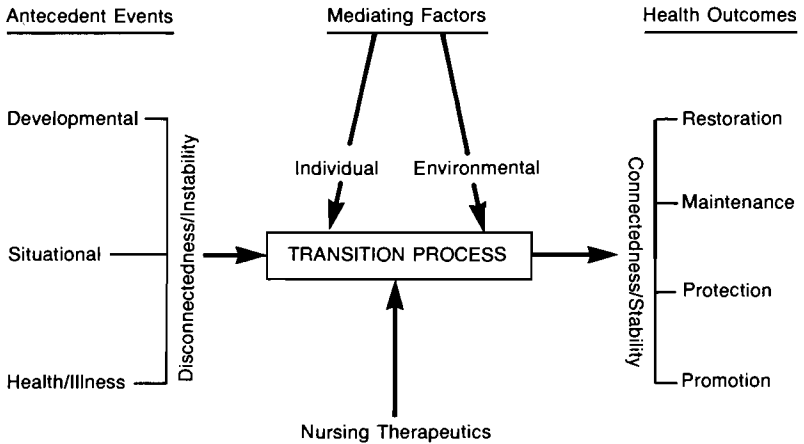 Antecedent Events
Mediating Factors
Health Outcomes
Developmental
Situational
Health/Illness
Disconnectedness/Instability
Individual
Environmental
TRANSITION PROCESS
Nursing Therapeutics
Connectedness/Stability
Restoration
Maintenance
Protection
Promotion